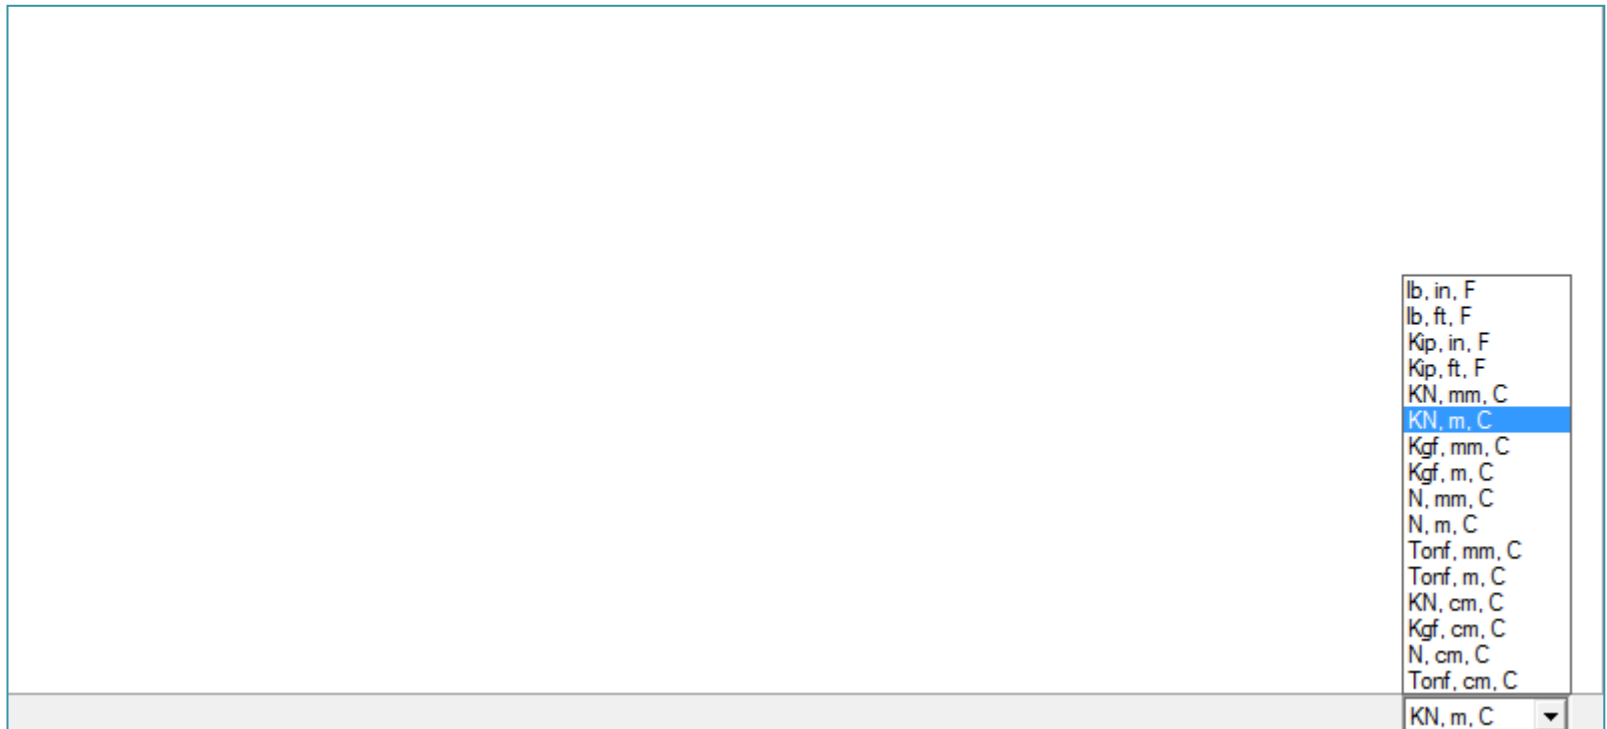 lb, in, F
lb, ft, F
Kip, in, F
Kip, ft, F
KN, mm, C
KN, m, C
Kgf, mm, C
Kgf, m, C
N, mm, C
N, m, C
Tonf, mm, C
Tonf, m, C
KN, cm, C
Kgf, cm, C
N, cm, C
Tonf, cm, C
KN, m, C